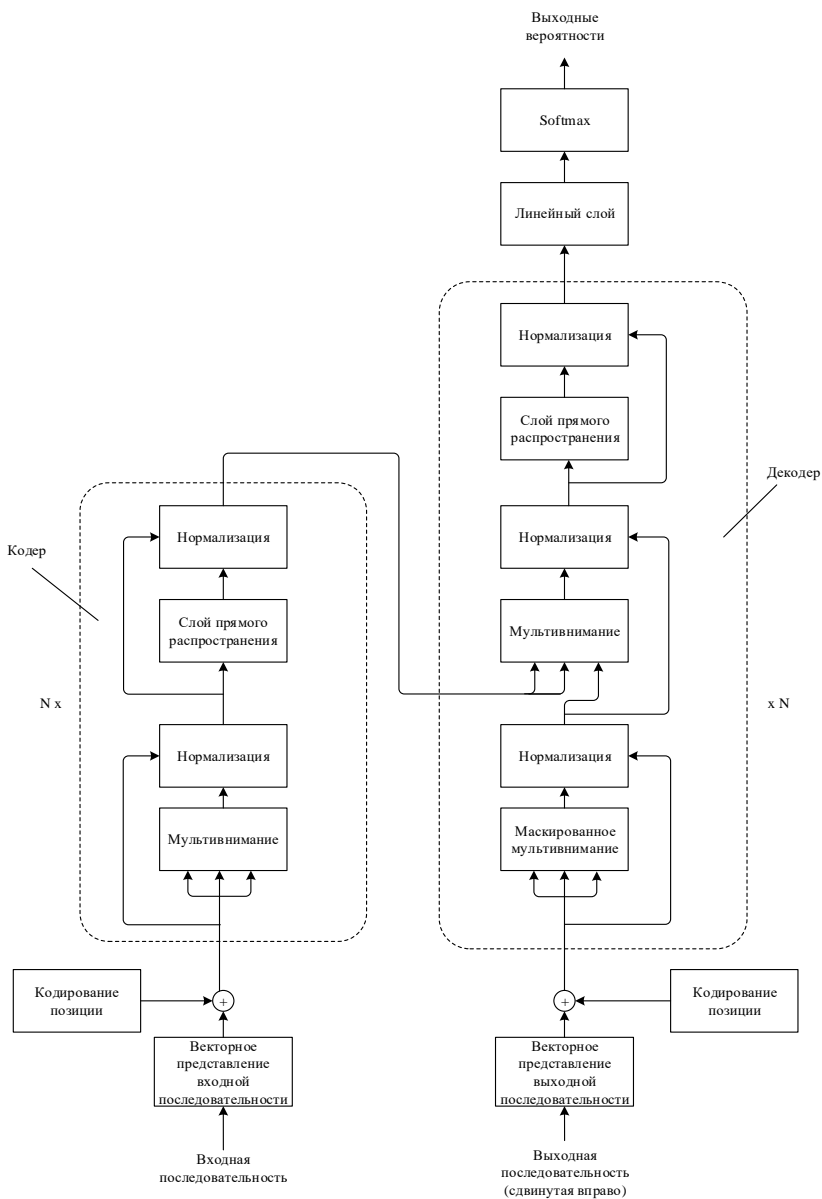 Выходные
вероятности
Softmax
Линейный слой
Нормализация
Слой прямого
распространения
Декодер
Нормализация
Мультивнимание
Нормализация
Маскированное
мультивнимание
x N
Кодер
Нормализация
Слой прямого
распространения
N x
Нормализация
Мультивнимание
Кодирование
позиции
+
Векторное
представление
входной
последовательности
Входная
последовательность
+
Кодирование
позиции
Векторное
представление
выходной
последовательности
Выходная
последовательность
(сдвинутая вправо)